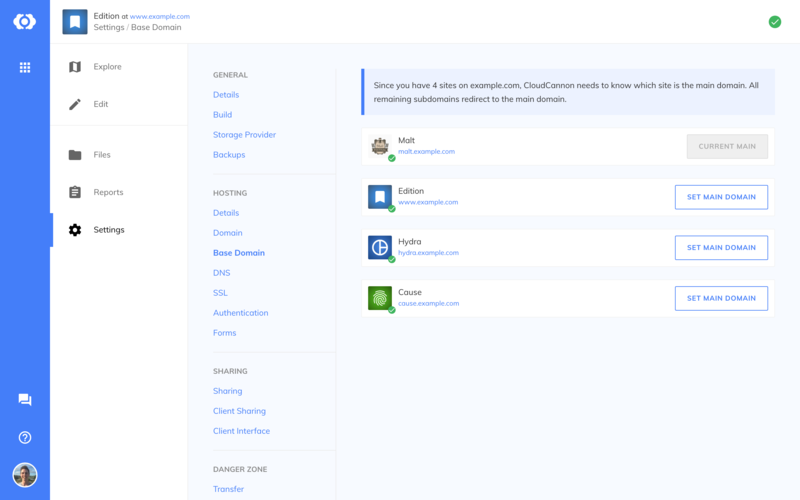 Edition at www.example.com
Settings / Base Domain
Explore
Edit
Files
Reports
Settings
GENERAL
Details
Build
Storage Provider
Backups
HOSTING
Details
Domain
Base Domain
DNS
SSL
Authentication
Forms
SHARING
Sharing
Client Sharing
Client Interface
DANGER ZONE
Transfer
Since you have 4 sites on example.com, CloudCannon needs to know which site is the main domain. All
remaining subdomains redirect to the main domain.
Malt
malt.example.com
CURRENT MAIN
Edition
www.example.com
SET MAIN DOMAIN
Hydra
hydra.example.com
SET MAIN DOMAIN
Cause
cause.example.com
SET MAIN DOMAIN